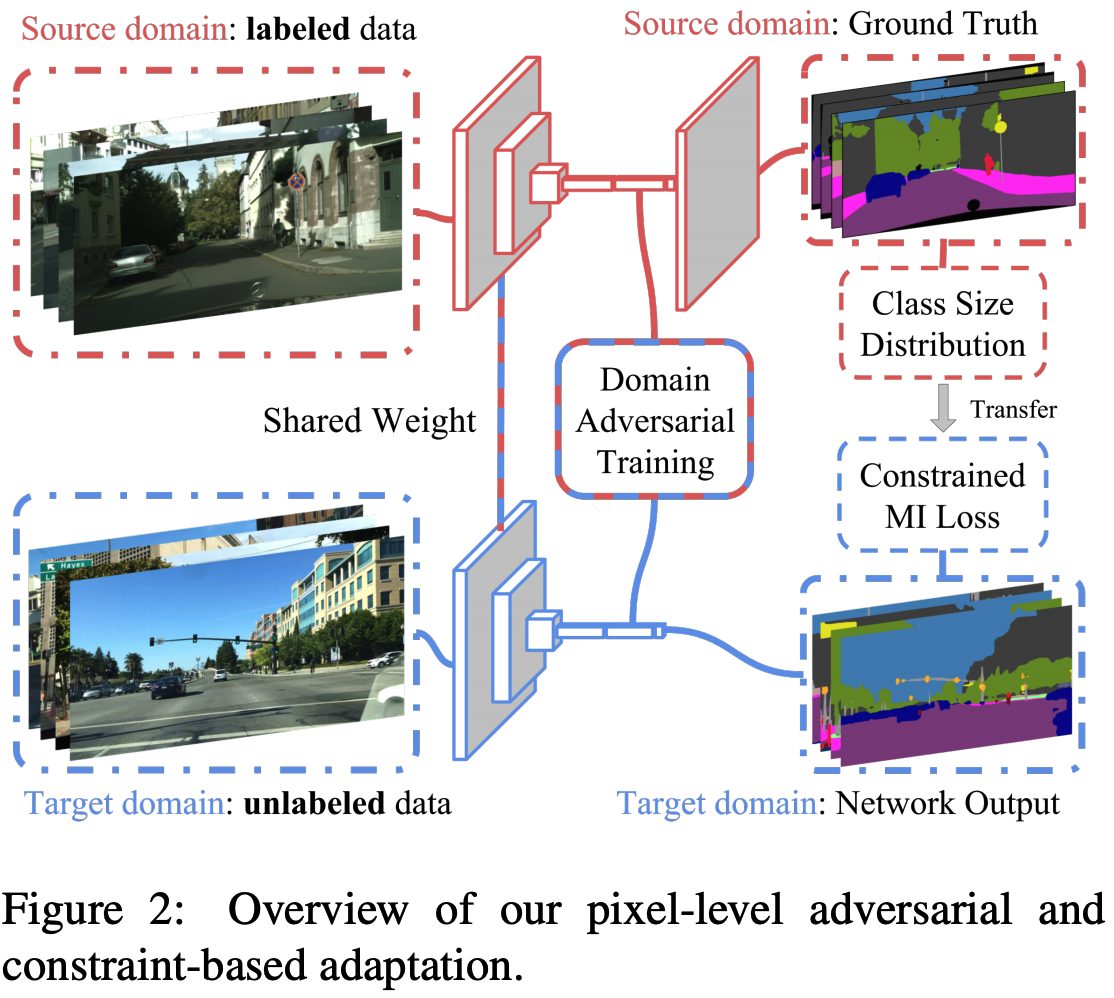 Source domain: labeled data
Source domain: Ground Truth
Class Size
Distribution
Transfer
Shared Weight
Domain
Adversarial
Training
Constrained
MI Loss
Hayes
La
Target domain: unlabeled data
Target domain: Network Output
Figure 2: Overview of our pixel-level adversarial and
constraint-based adaptation.